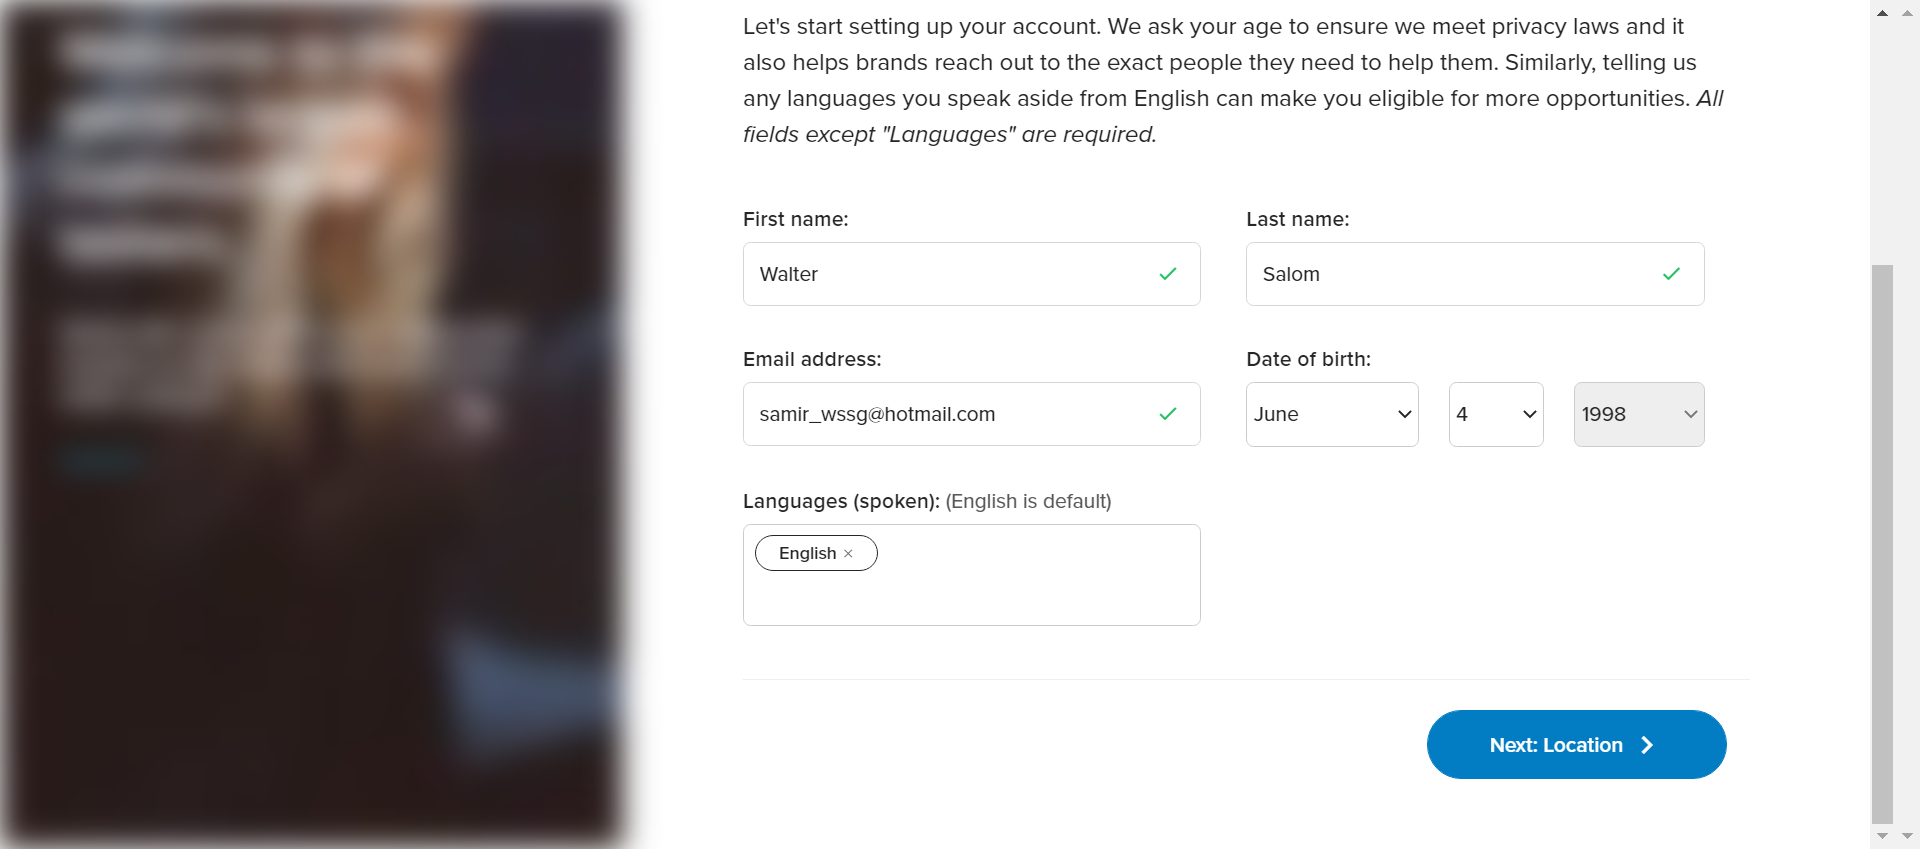 Let's start setting up your account. We ask your age to ensure we meet privacy laws and it
also helps brands reach out to the exact people they need to help them. Similarly, telling us
any languages you speak aside from English can make you eligible for more opportunities. All
fields except "Languages" are required.
First name:
Last name:
Walter
Salom
Email address:
Date of birth:
samir_wssg@hotmail.com
June
4
1998
Languages (spoken): (English is default)
English ×
Next: Location